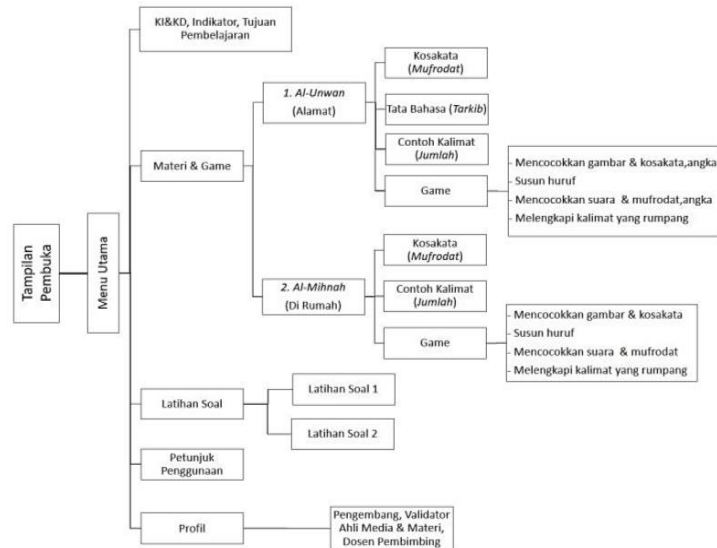 Tampilan
Pembuka
Menu Utama
KI&KD, Indikator, Tujuan
Pembelajaran
Materi & Game
1. Al-Unwan
(Alamat)
Kosakata
(Mufrodat)
Tata Bahasa (Tarkib)
Contoh Kalimat
(Jumlah)
Game
- Mencocokkan gambar & kosakata,angka
- Susun huruf
- Mencocokkan suara & mufrodat,angka
- Melengkapi kalimat yang rumpang
2. Al-Mihnah
(Di Rumah)
Kosakata
(Mufrodat)
Contoh Kalimat
(Jumlah)
Game
- Mencocokkan gambar & kosakata
- Susun huruf
- Mencocokkan suara & mufrodat
- Melengkapi kalimat yang rumpang
Latihan Soal
Latihan Soal 1
Latihan Soal 2
Petunjuk
Penggunaan
Profil
Pengembang, Validator
Ahli Media & Materi,
Dosen Pembimbing